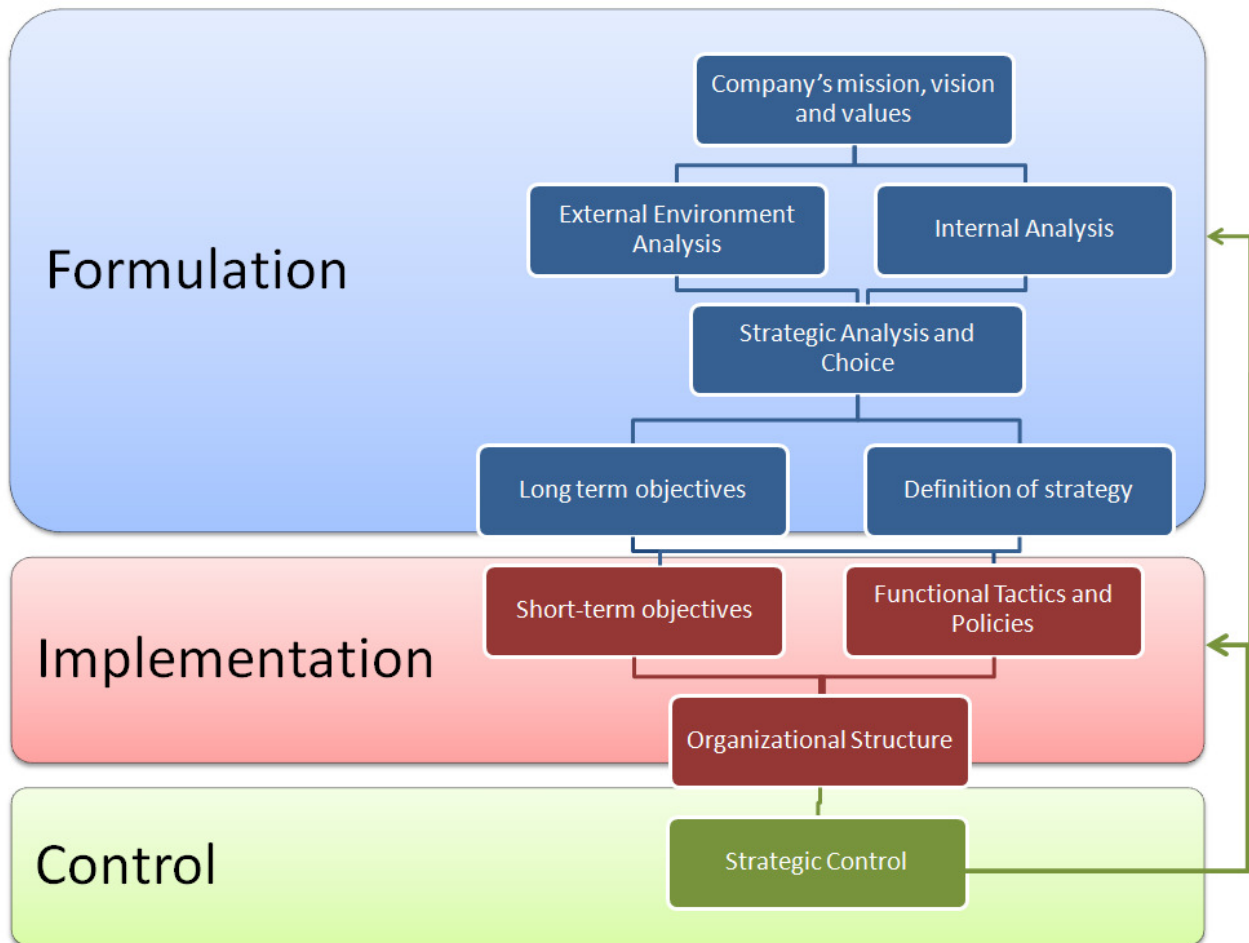 Company’s mission, vision
and values
External Environment
Analysis
Internal Analysis
Formulation
Strategic Analysis and
Choice
Long term objectives
Definition of strategy
Short-term objectives
Functional Tactics and
Policies
Implementation
Organizational Structure
Control
Strategic Control